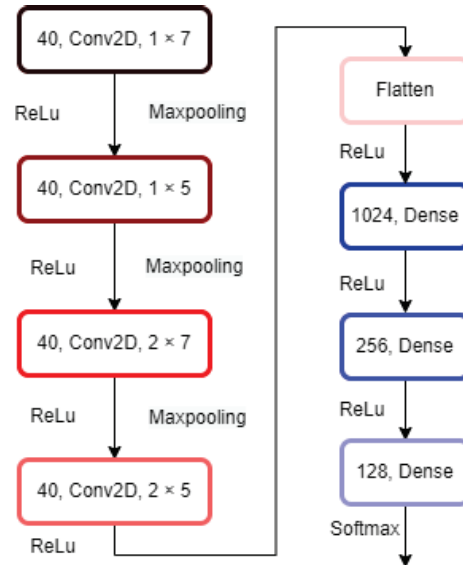 40, Conv2D, 1 × 7
ReLu
Maxpooling
40, Conv2D, 1 × 5
ReLu
Maxpooling
40, Conv2D, 2 × 7
ReLu
Maxpooling
40, Conv2D, 2 × 5
ReLu
Flatten
ReLu
1024, Dense
ReLu
256, Dense
ReLu
128, Dense
Softmax